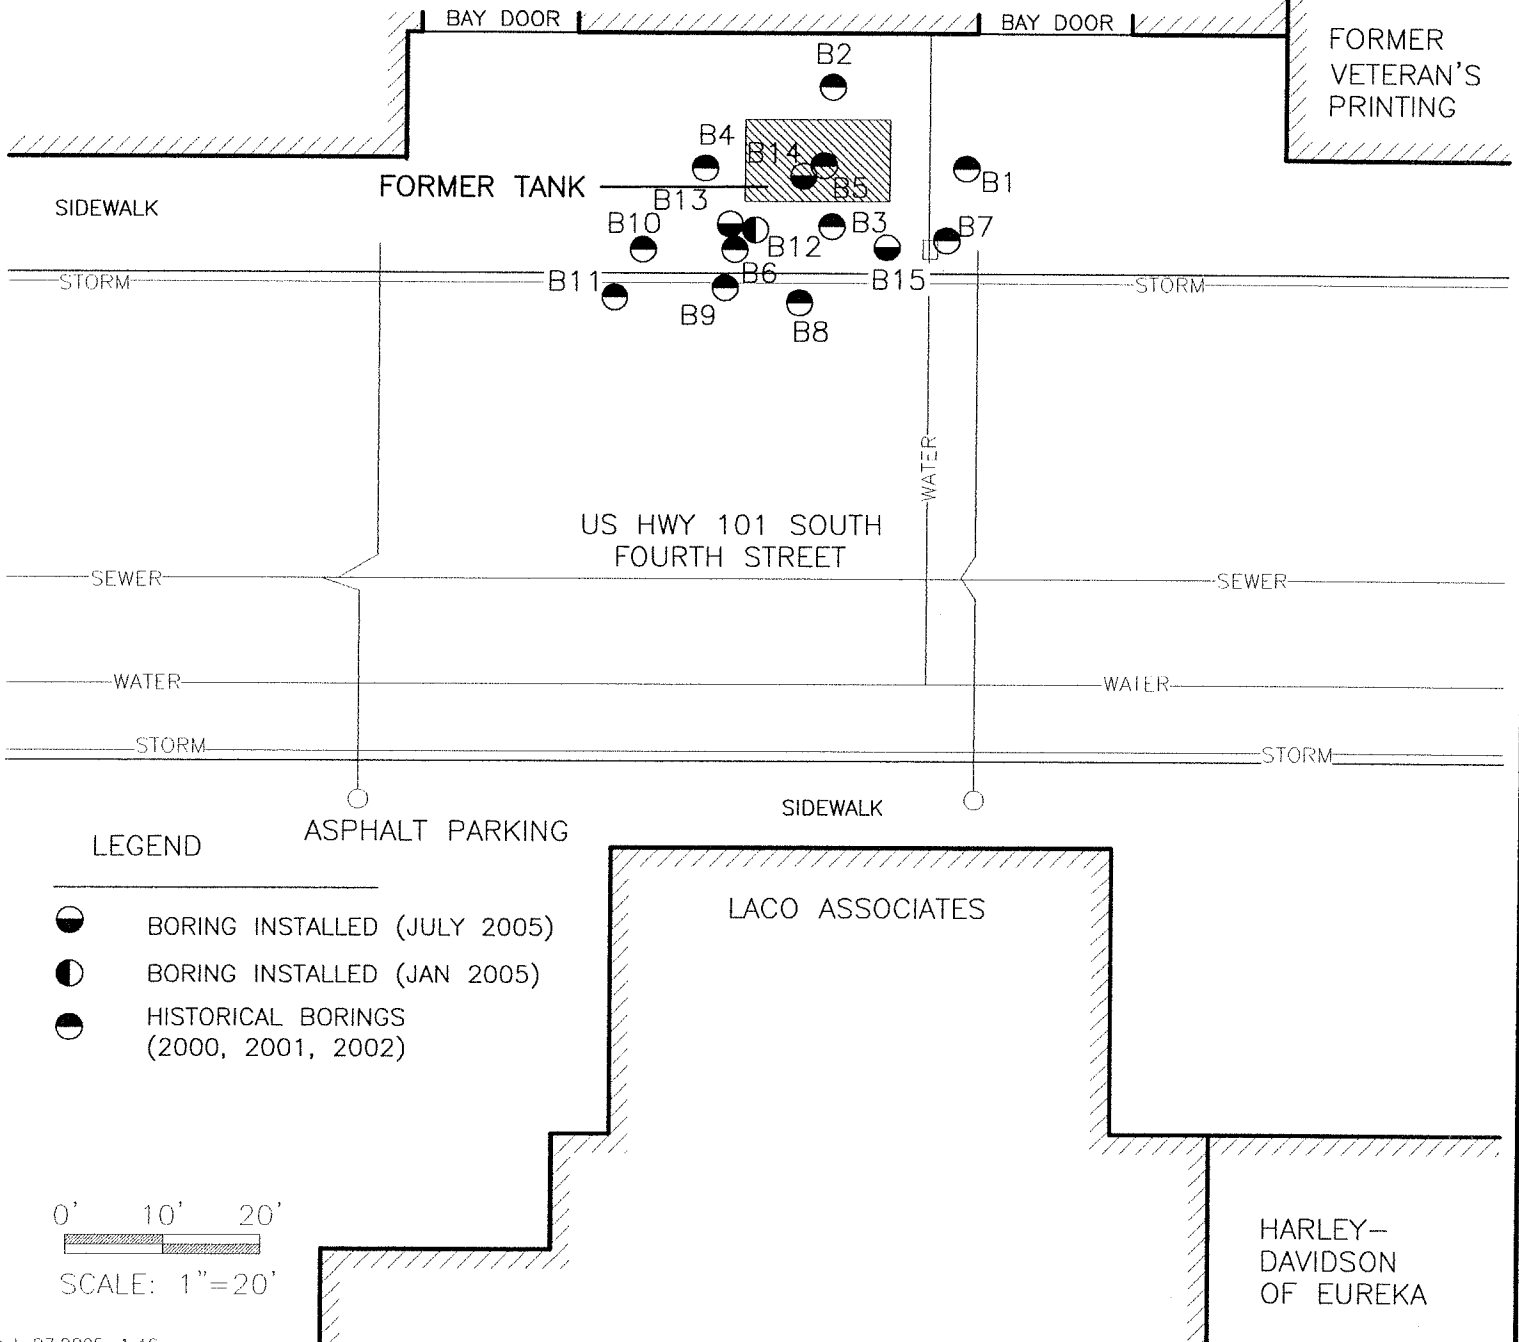 BAY DOOR
BAY DOOR
FORMER
VETERAN'S
PRINTING
B2
B4
B14
B5
B1
FORMER TANK
B13
SIDEWALK
B10
B3
B7
B12
B11
B6
B15
STORM
STORM
B9
B8
WATER
US HWY 101 SOUTH
FOURTH STREET
SEWER
SEWER
WATER
WATER
STORM
STORM
SIDEWALK
ASPHALT PARKING
LEGEND
BORING INSTALLED (JULY 2005)
BORING INSTALLED (JAN 2005)
HISTORICAL BORINGS
(2000, 2001, 2002)
LACO ASSOCIATES
0' 10' 20'
SCALE: 1"=20'
HARLEY-
DAVIDSON
OF EUREKA